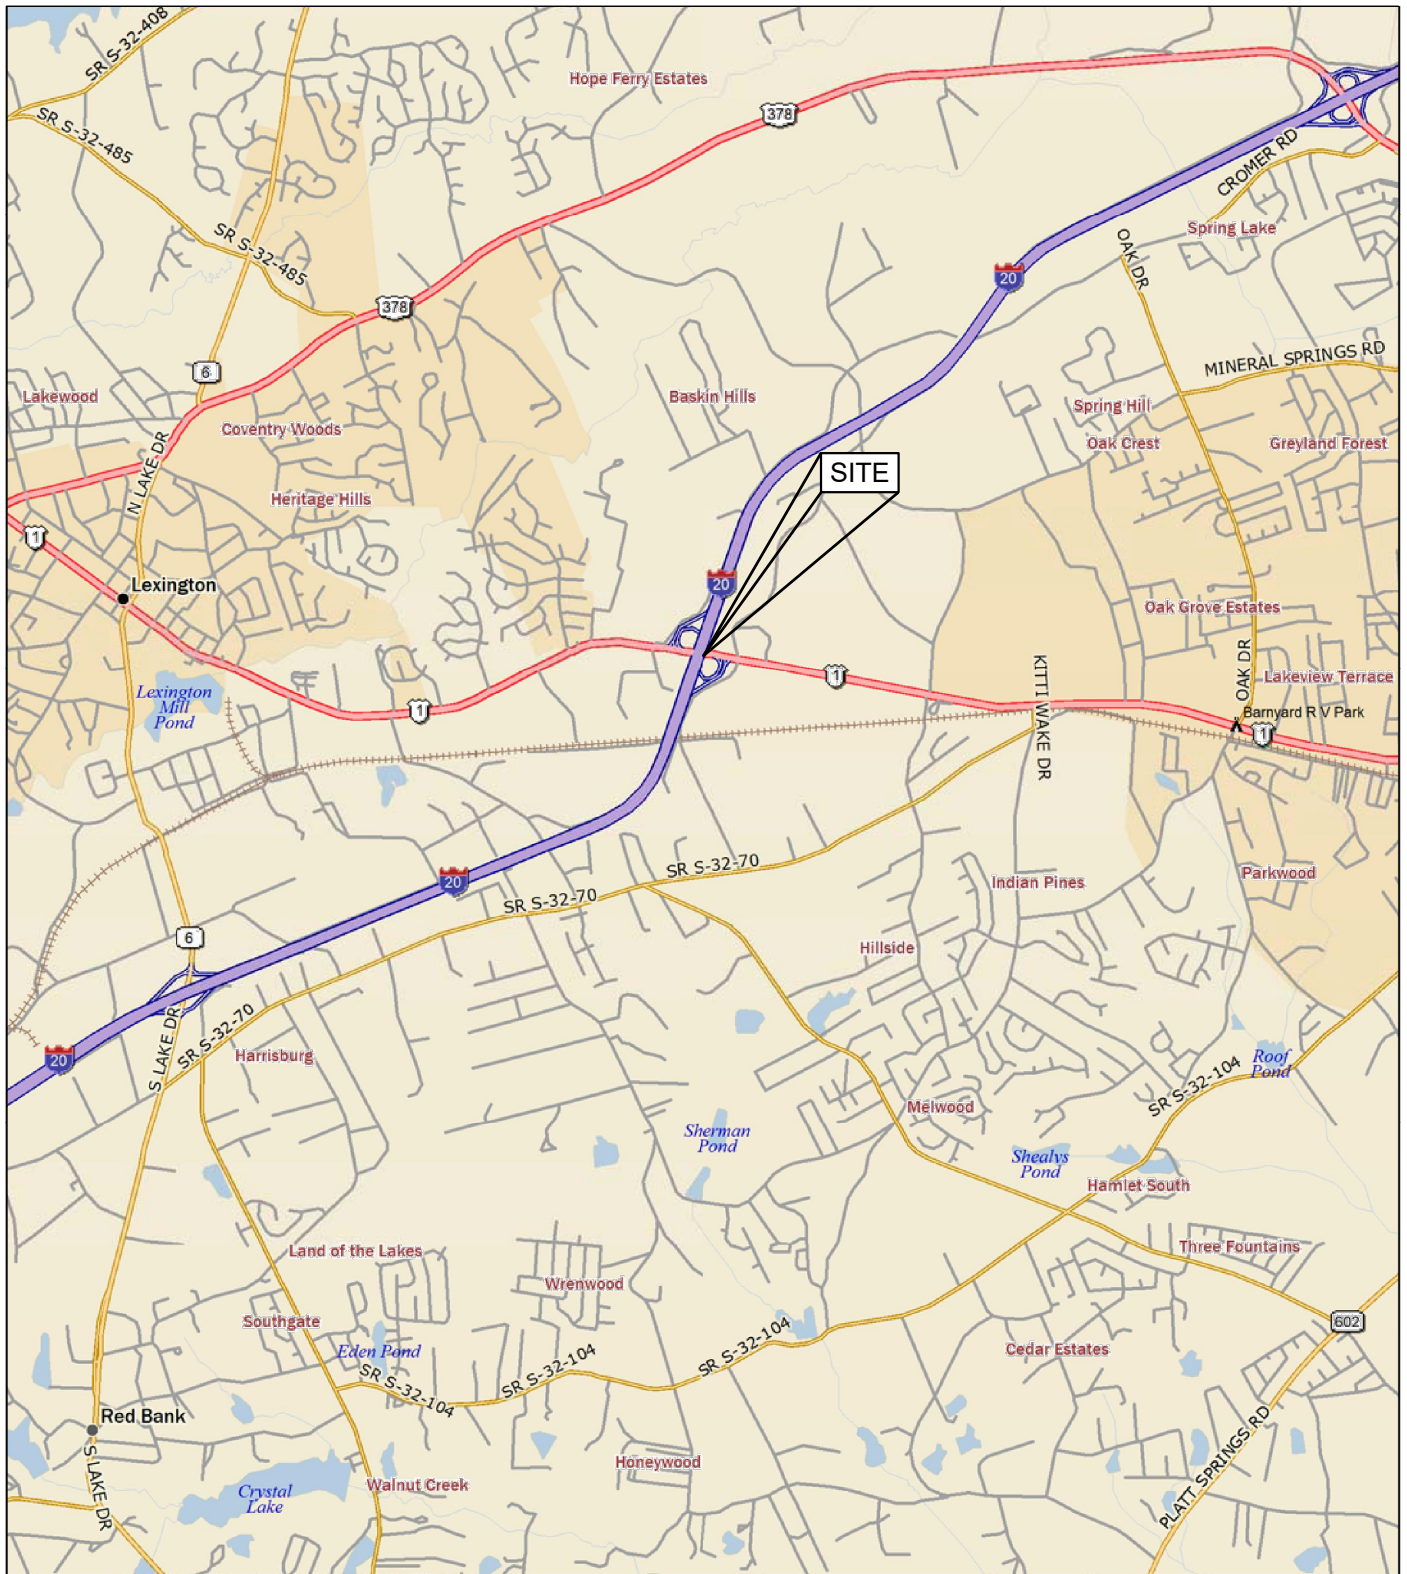 SR S-32-408
Hope Ferry Estates
378
SR S-32-485
CROMER RD
Spring Lake
OAK DR
SR S-32-485
20
378
MINERAL SPRINGS RD
6
Lakewood
Baskin Hills
Spring Hill
Coventry Woods
Oak Crest
Greyland Forest
N LAKE DR
SITE
Heritage Hills
1
Lexington
20
Oak Grove Estates
KITTI WAKE DR
OAK DR
Lakeview Terrace
1
Lexington
Mill
Pond
1
Barnyard R V Park
1
SR S-32-70
Parkwood
20
Indian Pines
SR S-32-70
6
Hillside
S LAKE DR
SR S-32-70
Harrisburg
20
Roof
Pond
SR S-32-104
Melwood
Sherman
Pond
Shealys
Pond
Hamlet South
Three Fountains
Land of the Lakes
Wrenwood
Southgate
602
Eden Pond
SR S-32-104
Cedar Estates
SR S-32-104
SR S-32-104
Red Bank
PLATT SPRINGS RD
S LAKE DR
Honeywood
Walnut Creek
Crystal
Lake